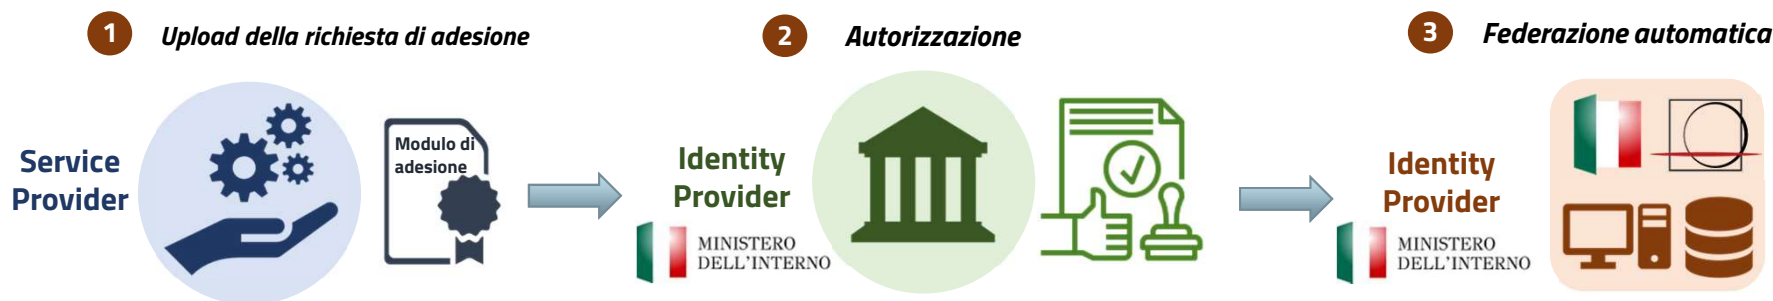 1 Upload della richiesta di adesione
Service
Provider
Modulo di
adesione
2 Autorizzazione
Identity
Provider
MINISTERO
DELL'INTERNO
3 Federazione automatica
Identity
Provider
MINISTERO
DELL'INTERNO